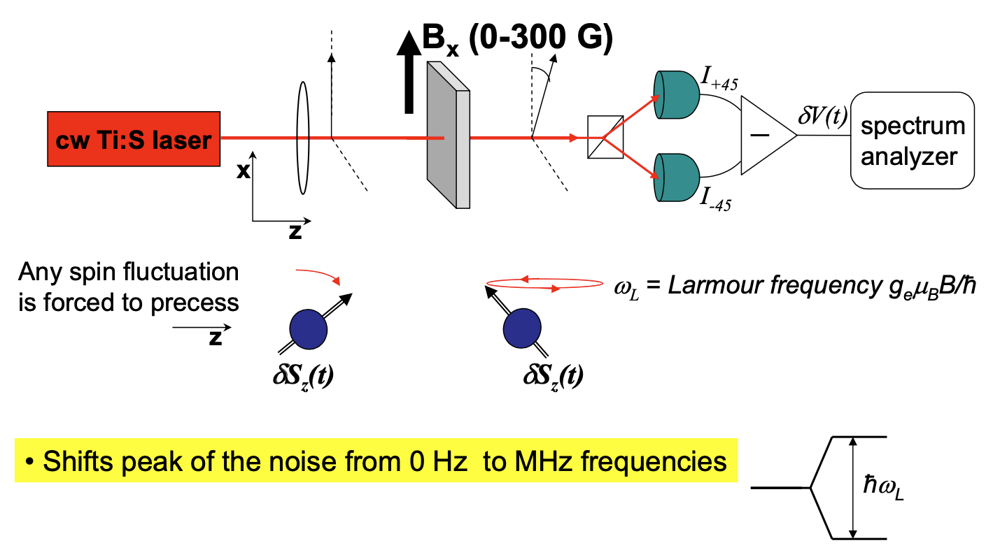 Bx (0-300 G)
cw Ti:S laser
x
z
I+45
I-45
−
δV(t)
spectrum
analyzer
Any spin fluctuation
is forced to precess
z
δSz(t)
δSz(t)
ωL = Larmour frequency geμBB/ħ
• Shifts peak of the noise from 0 Hz  to MHz frequencies
ħωL